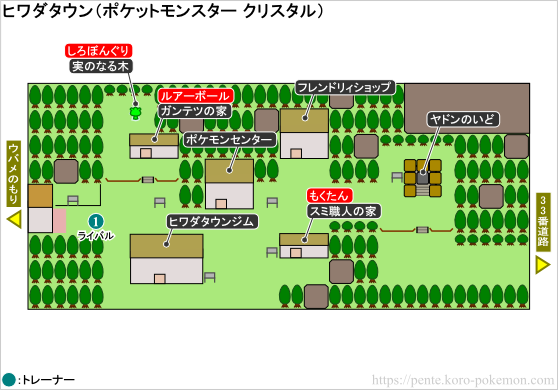 ヒワダタウン（ポケットモンスター クリスタル）
しろぼんぐり
実のなる木
ルアーボール
ガンテツの家
フレンドリィショップ
ポケモンセンター
ヤドンのいど
ウバメのもり
もくたん
スミ職人の家
1
ライバル
ヒワダタウンジム
33番道路
：トレーナー
https://pente.koro-pokemon.com/